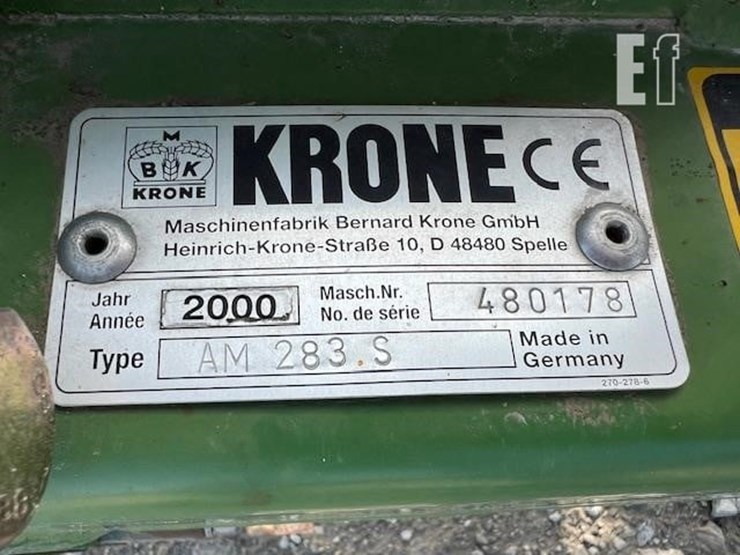 Ef
M
B K
KRONE
KRONE CE
Maschinenfabrik Bernard Krone GmbH
Heinrich-Krone-Straße 10, D 48480 Spelle
Jahr
Année
2000
Masch.Nr.
No. de série
480178
Type
AM 283.S
Made in
Germany
270-278-6